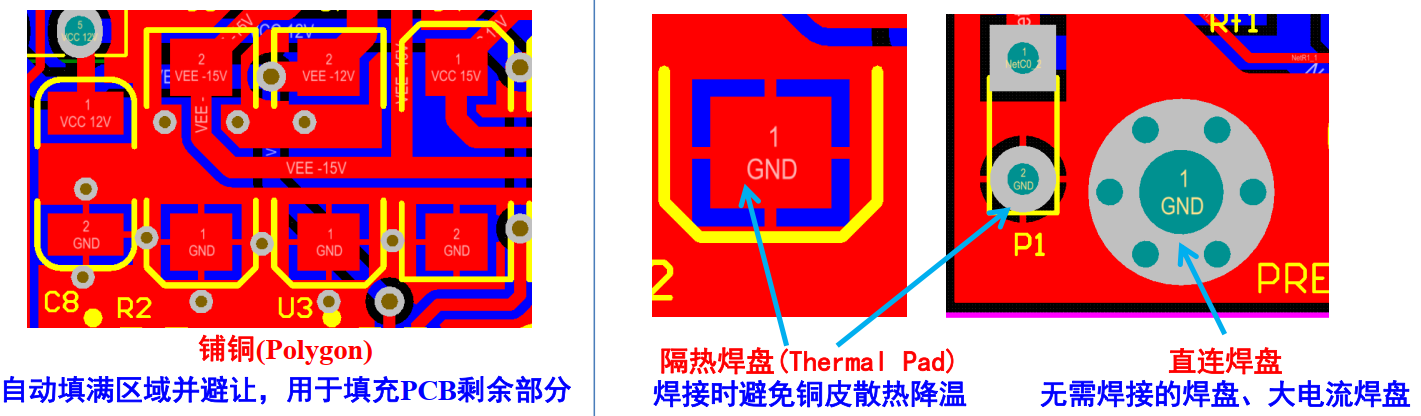 5
VCC 12V
2
VEE -15V
2
VEE -12V
1
VCC 15V
1
VCC 12V
VEE -
VEE -15V
VEE -15V
2
GND
1
GND
1
GND
2
GND
C8
R2
U3
铺铜(Polygon)
自动填满区域并避让，用于填充PCB剩余部分
1
GND
2
Rf1
1
NetC0_2
NetR1_1
2
GND
1
GND
P1
PRE
隔热焊盘(Thermal Pad)
焊接时避免铜皮散热降温
直连焊盘
无需焊接的焊盘、大电流焊盘